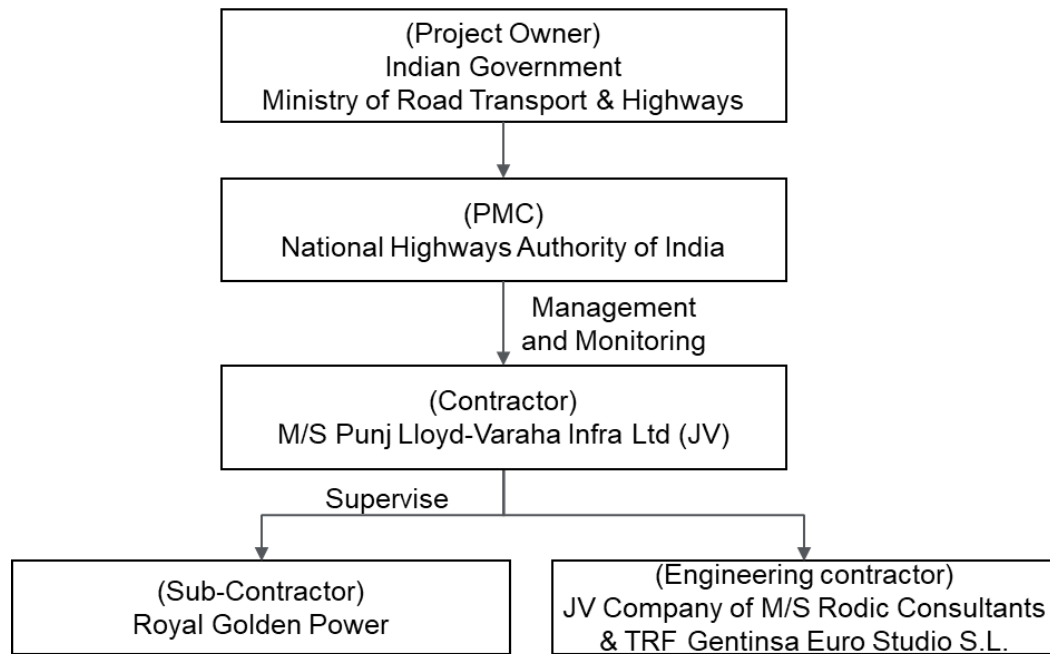 (Project Owner)
Indian Government
Ministry of Road Transport & Highways
(PMC)
National Highways Authority of India
Management
and Monitoring
(Contractor)
M/S Punj Lloyd-Varaha Infra Ltd (JV)
Supervise
(Sub-Contractor)
Royal Golden Power
(Engineering contractor)
JV Company of M/S Rodic Consultants
& TRF Gentinsa Euro Studio S.L.